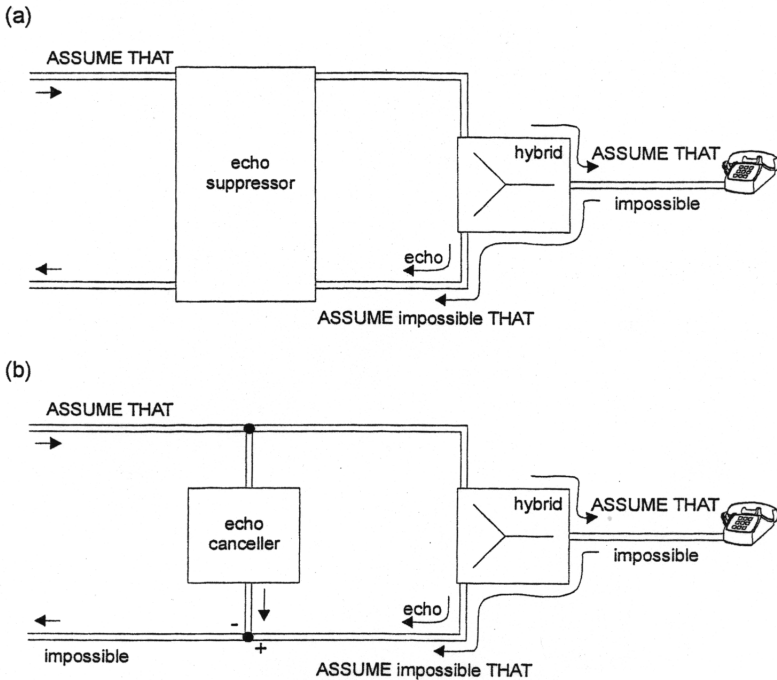 (a)
ASSUME THAT
echo
suppressor
hybrid
ASSUME THAT
impossible
echo
ASSUME impossible THAT
(b)
ASSUME THAT
echo
canceller
hybrid
ASSUME THAT
impossible
echo
-
+
impossible
ASSUME impossible THAT